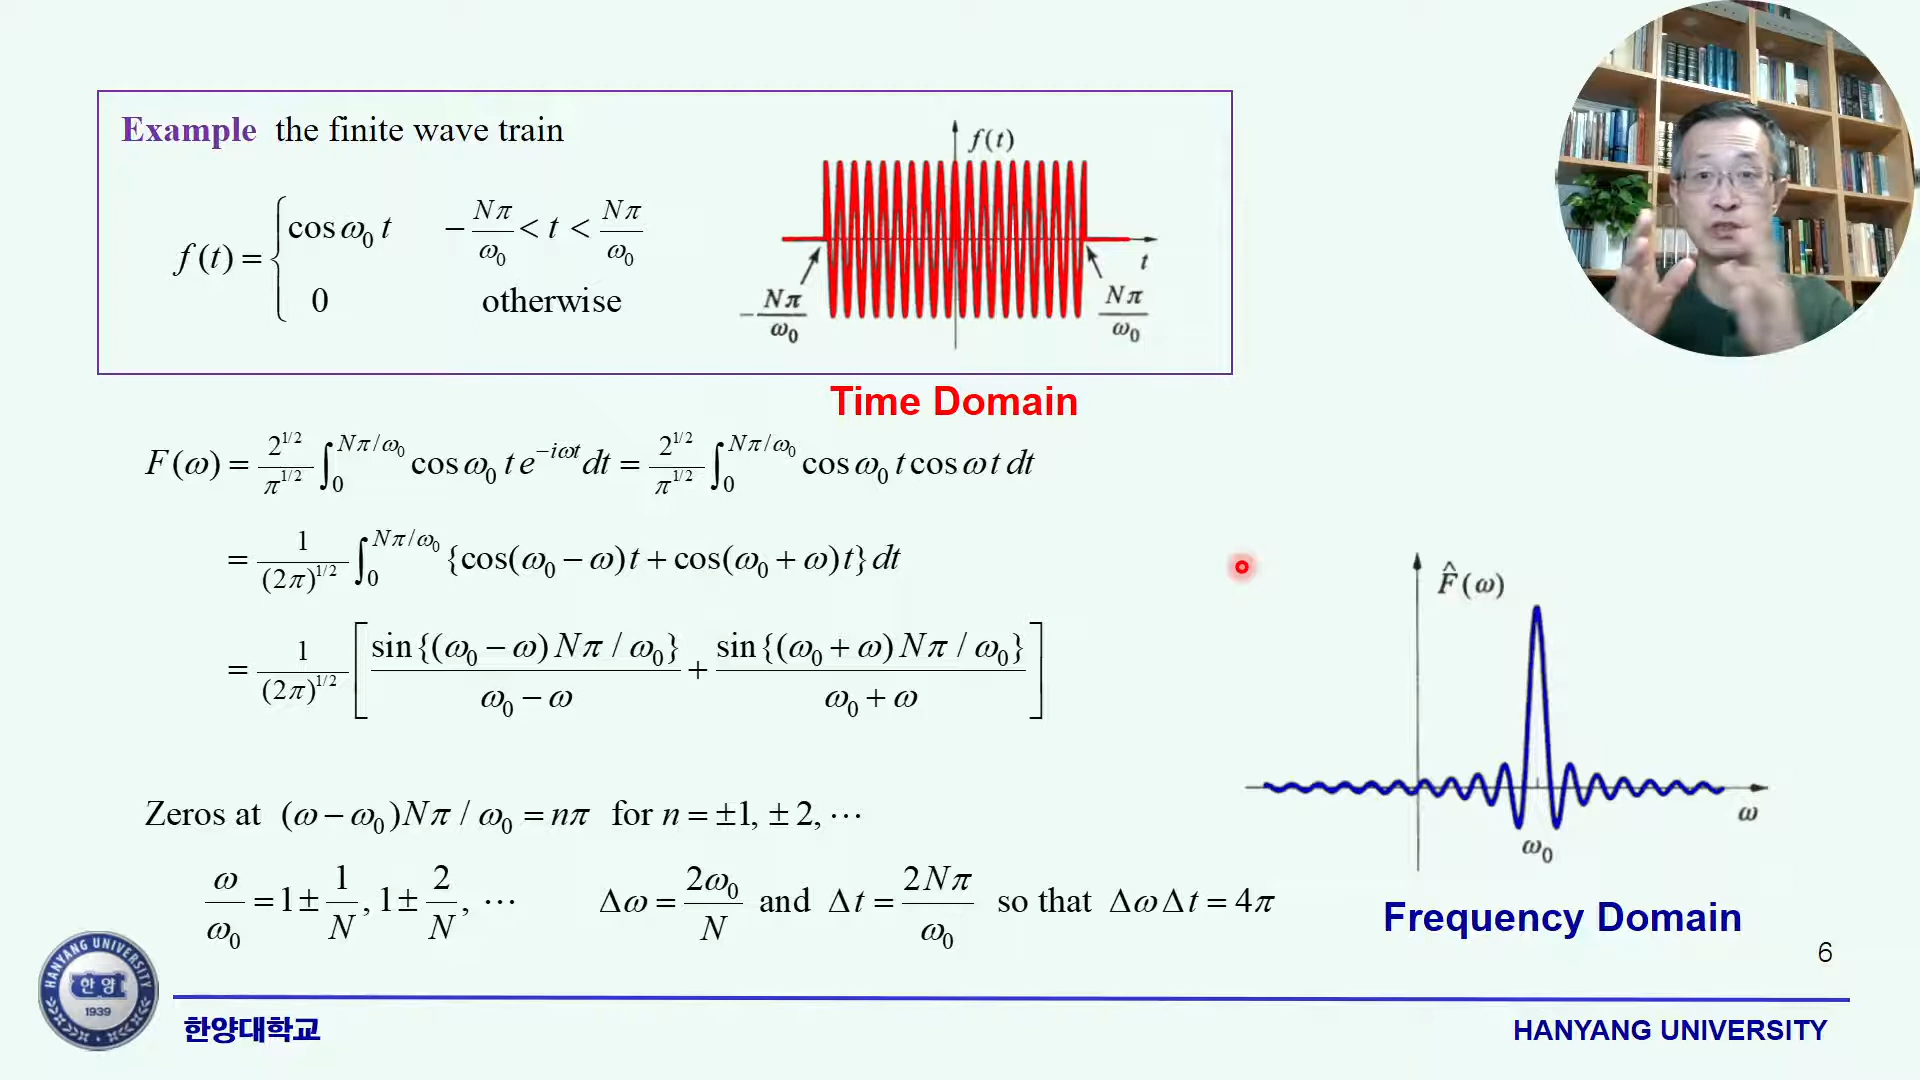 Example the finite wave train
f(t) = { cos ω₀ t   −Nπ/ω₀ < t < Nπ/ω₀
0   otherwise
f(t)
t
−Nπ/ω₀
Nπ/ω₀
Time Domain
F(ω) = 2^{1/2}/π^{1/2} ∫₀^{Nπ/ω₀} cos ω₀ t e^{−iωt} dt = 2^{1/2}/π^{1/2} ∫₀^{Nπ/ω₀} cos ω₀ t cos ω t dt
= 1/(2π)^{1/2} ∫₀^{Nπ/ω₀} {cos(ω₀ − ω)t + cos(ω₀ + ω)t} dt
= 1/(2π)^{1/2} [ sin{(ω₀ − ω) Nπ / ω₀}/(ω₀ − ω) + sin{(ω₀ + ω) Nπ / ω₀}/(ω₀ + ω) ]
Zeros at (ω − ω₀)Nπ / ω₀ = nπ for n = ±1, ± 2, ⋯
ω/ω₀ = 1 ± 1/N, 1 ± 2/N, ⋯   Δω = 2ω₀/N and Δt = 2Nπ/ω₀ so that Δω Δt = 4π
F̂(ω)
ω
ω₀
Frequency Domain
6
HANYANG UNIVERSITY
한양
1939
한양대학교
HANYANG UNIVERSITY